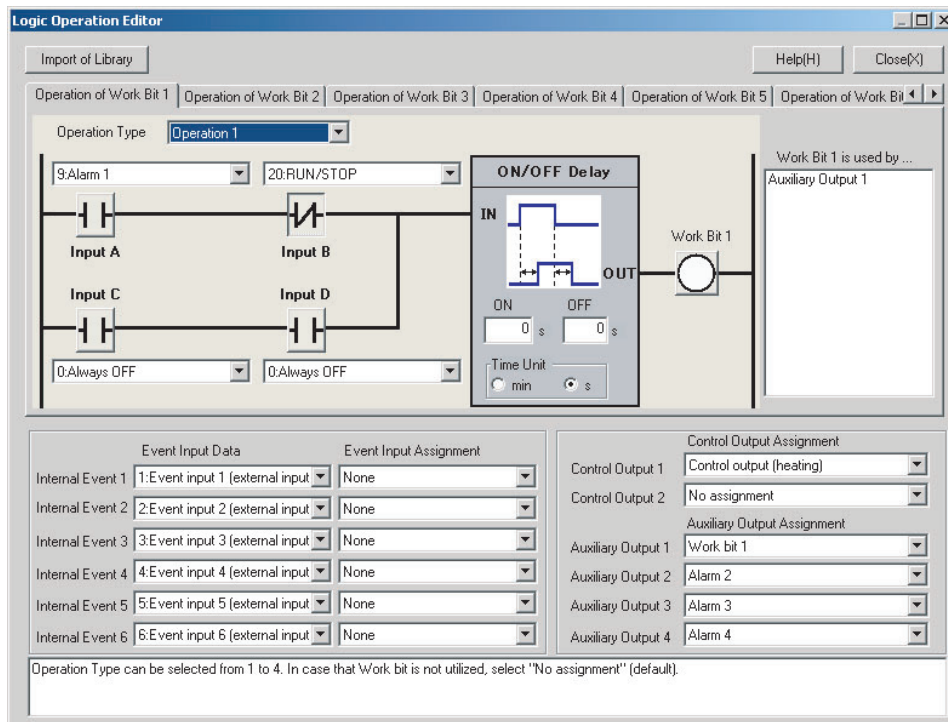 Logic Operation Editor
Import of Library
Help(H)
Close(X)
Operation of Work Bit 1
Operation of Work Bit 2
Operation of Work Bit 3
Operation of Work Bit 4
Operation of Work Bit 5
Operation of Work Bit
Operation Type
Operation 1
9:Alarm 1
20:RUN/STOP
Input A
Input B
Input C
Input D
0:Always OFF
0:Always OFF
ON/OFF Delay
IN
OUT
ON
OFF
0 s
0 s
Time Unit
min
s
Work Bit 1
Work Bit 1 is used by ...
Auxiliary Output 1
Event Input Data
Event Input Assignment
Internal Event 1
1:Event input 1 (external input
None
Internal Event 2
2:Event input 2 (external input
None
Internal Event 3
3:Event input 3 (external input
None
Internal Event 4
4:Event input 4 (external input
None
Internal Event 5
5:Event input 5 (external input
None
Internal Event 6
6:Event input 6 (external input
None
Control Output Assignment
Control Output 1
Control output (heating)
Control Output 2
No assignment
Auxiliary Output Assignment
Auxiliary Output 1
Work bit 1
Auxiliary Output 2
Alarm 2
Auxiliary Output 3
Alarm 3
Auxiliary Output 4
Alarm 4
Operation Type can be selected from 1 to 4. In case that Work bit is not utilized, select "No assignment" (default).